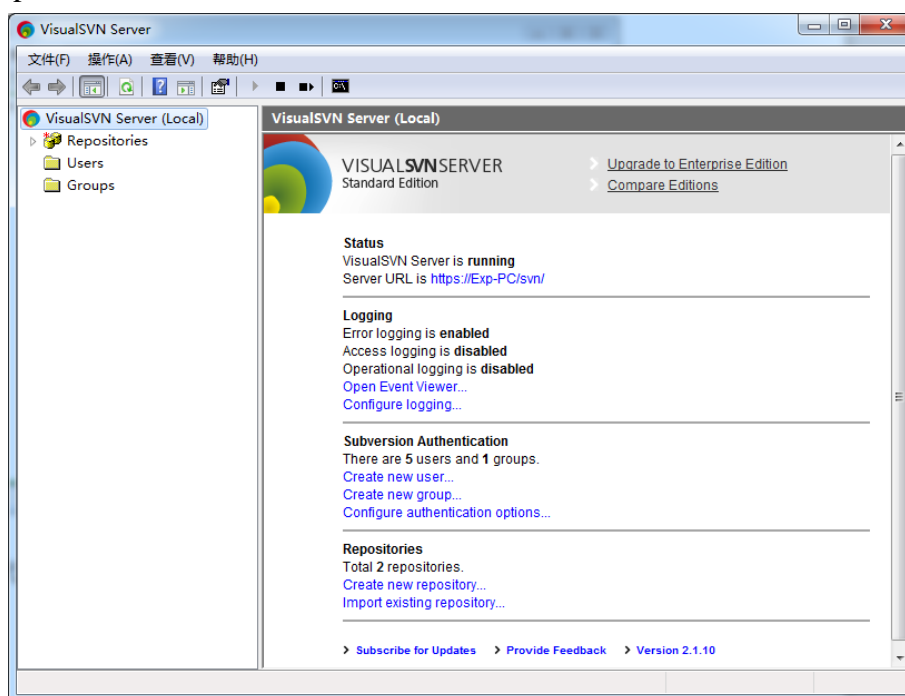 VisualSVN Server
文件(F) 操作(A) 查看(V) 帮助(H)
VisualSVN Server (Local)
Repositories
Users
Groups
VisualSVN Server (Local)
VISUALSVNSERVER
Standard Edition
Upgrade to Enterprise Edition
Compare Editions
Status
VisualSVN Server is running
Server URL is https://Exp-PC/svn/
Logging
Error logging is enabled
Access logging is disabled
Operational logging is disabled
Open Event Viewer...
Configure logging...
Subversion Authentication
There are 5 users and 1 groups.
Create new user...
Create new group...
Configure authentication options...
Repositories
Total 2 repositories.
Create new repository...
Import existing repository...
Subscribe for Updates Provide Feedback Version 2.1.10